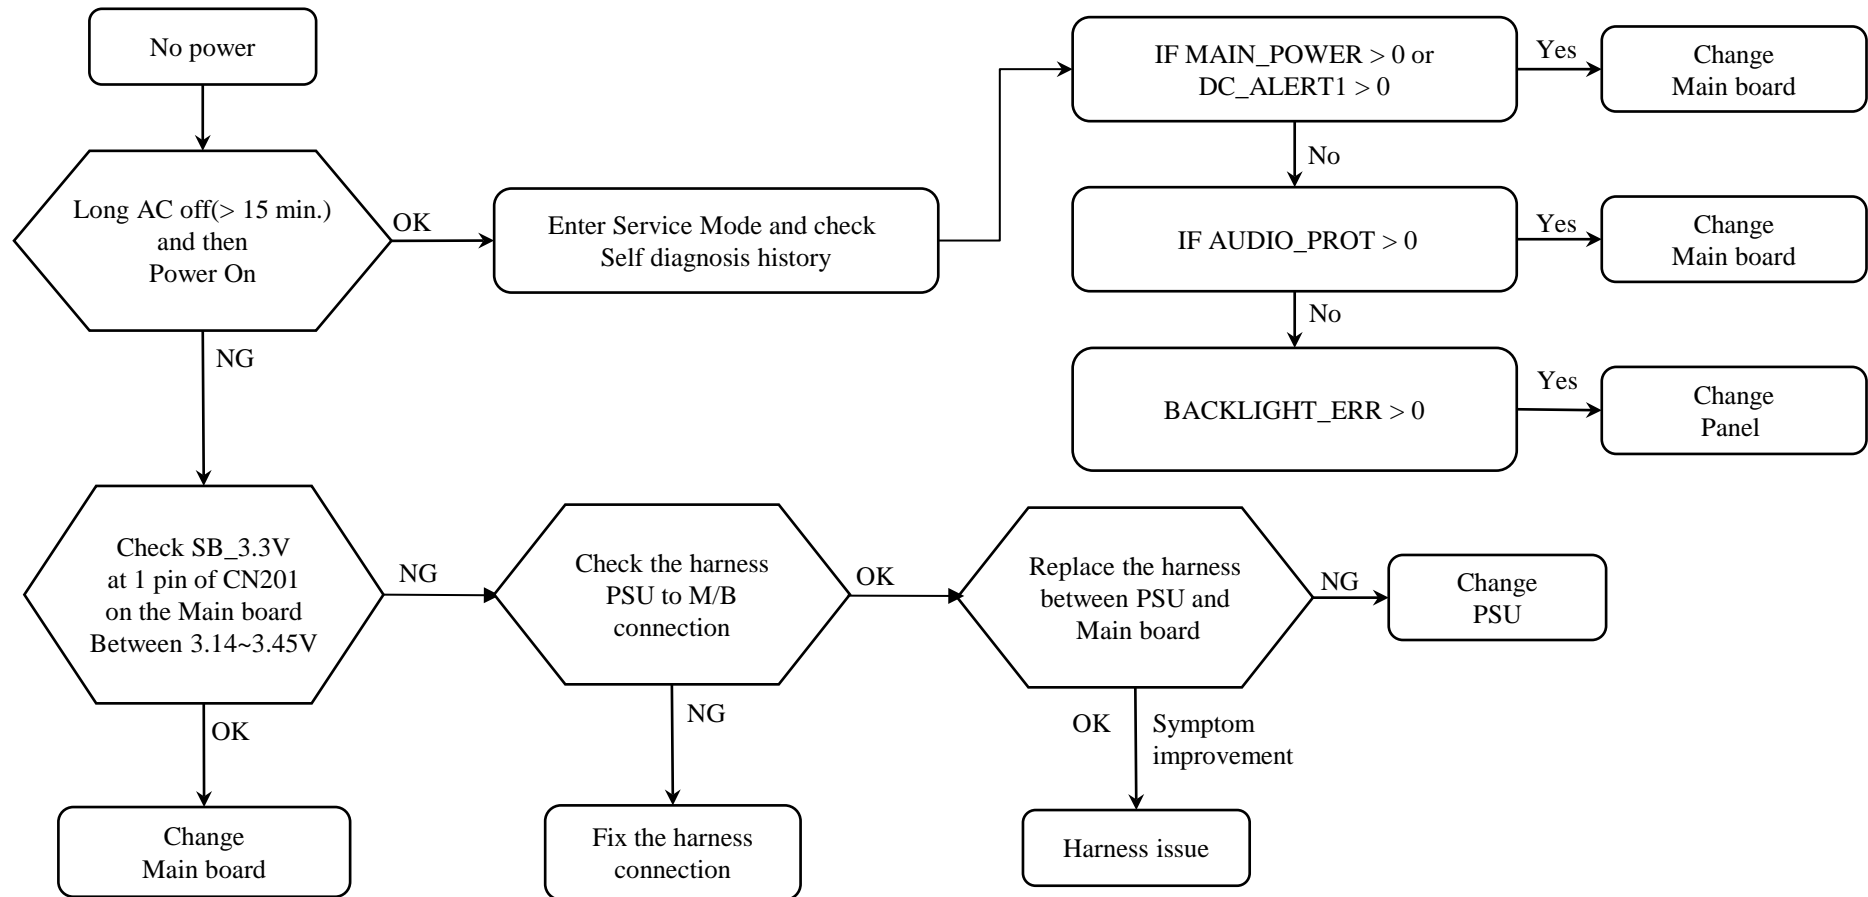 No power
Long AC off(> 15 min.)
and then
Power On
OK
Enter Service Mode and check
Self diagnosis history
IF MAIN_POWER > 0 or
DC_ALERT1 > 0
Yes
Change
Main board
No
IF AUDIO_PROT > 0
Yes
Change
Main board
No
BACKLIGHT_ERR > 0
Yes
Change
Panel
NG
Check SB_3.3V
at 1 pin of CN201
on the Main board
Between 3.14~3.45V
NG
Check the harness
PSU to M/B
connection
OK
Replace the harness
between PSU and
Main board
NG
Change
PSU
OK
Change
Main board
NG
Fix the harness
connection
OK
Symptom
improvement
Harness issue